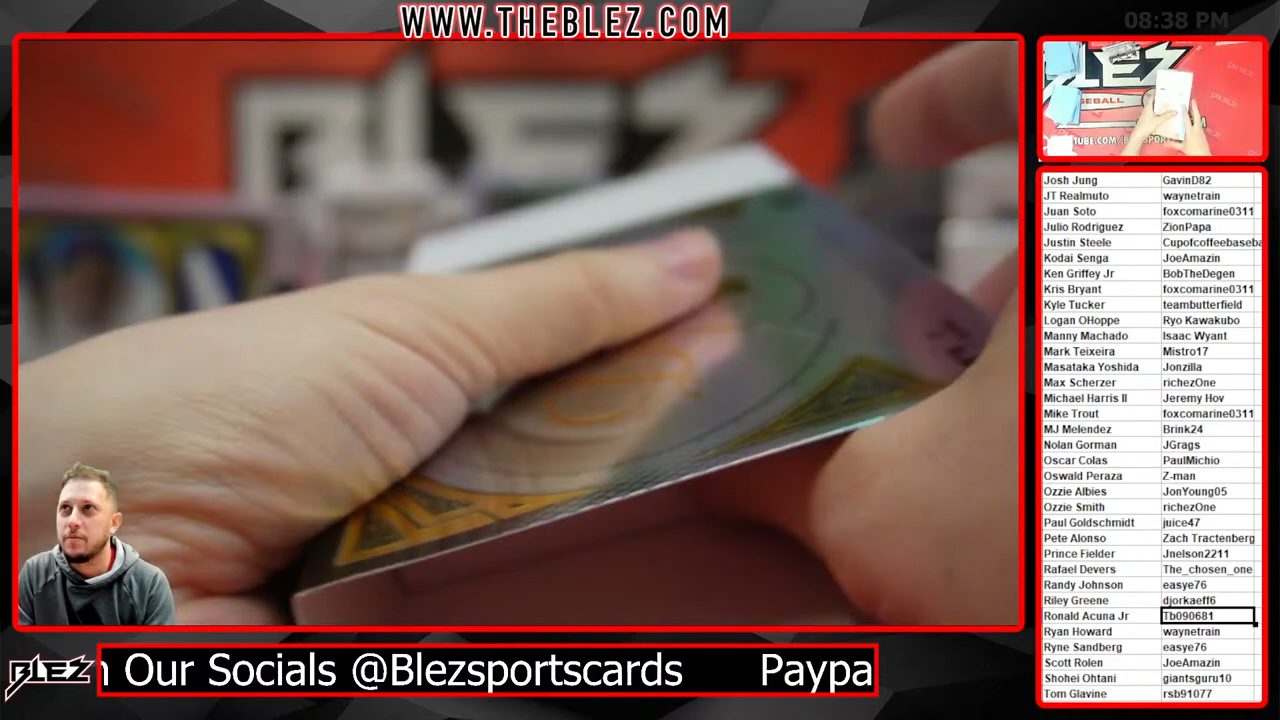 WWW.THEBLEZ.COM
08:38 PM
BLEZ
BLEZ
BASEBALL
Josh Jung GavinD82
JT Realmuto waynetrain
Juan Soto foxcomarine0311
Julio Rodriguez ZionPapa
Justin Steele Cupofcoffeeba​seba
Kodai Senga JoeAmazin
Ken Griffey Jr BobTheDegen
Kris Bryant foxcomarine0311
Kyle Tucker teambutterfield
Logan OHoppe Ryo Kawakubo
Manny Machado Isaac Wyant
Mark Teixeira Mistro17
Masataka Yoshida Jonzilla
Max Scherzer richezOne
Michael Harris II Jeremy Hov
Mike Trout foxcomarine0311
MJ Melendez Brink24
Nolan Gorman JGrags
Oscar Colas PaulMichio
Oswald Peraza Z-man
Ozzie Albies JonYoung05
Ozzie Smith richezOne
Paul Goldschmidt juice47
Pete Alonso Zach Tractenberg
Prince Fielder Jnelson2211
Rafael Devers The_chosen_one
Randy Johnson easye76
Riley Greene djorkaeff6
Ronald Acuna Jr Tb090681
Ryan Howard waynetrain
Ryne Sandberg easye76
Scott Rolen JoeAmazin
Shohei Ohtani giantsguru10
Tom Glavine rsb91077
BLEZ
n Our Socials @Blezsportscards Paypa